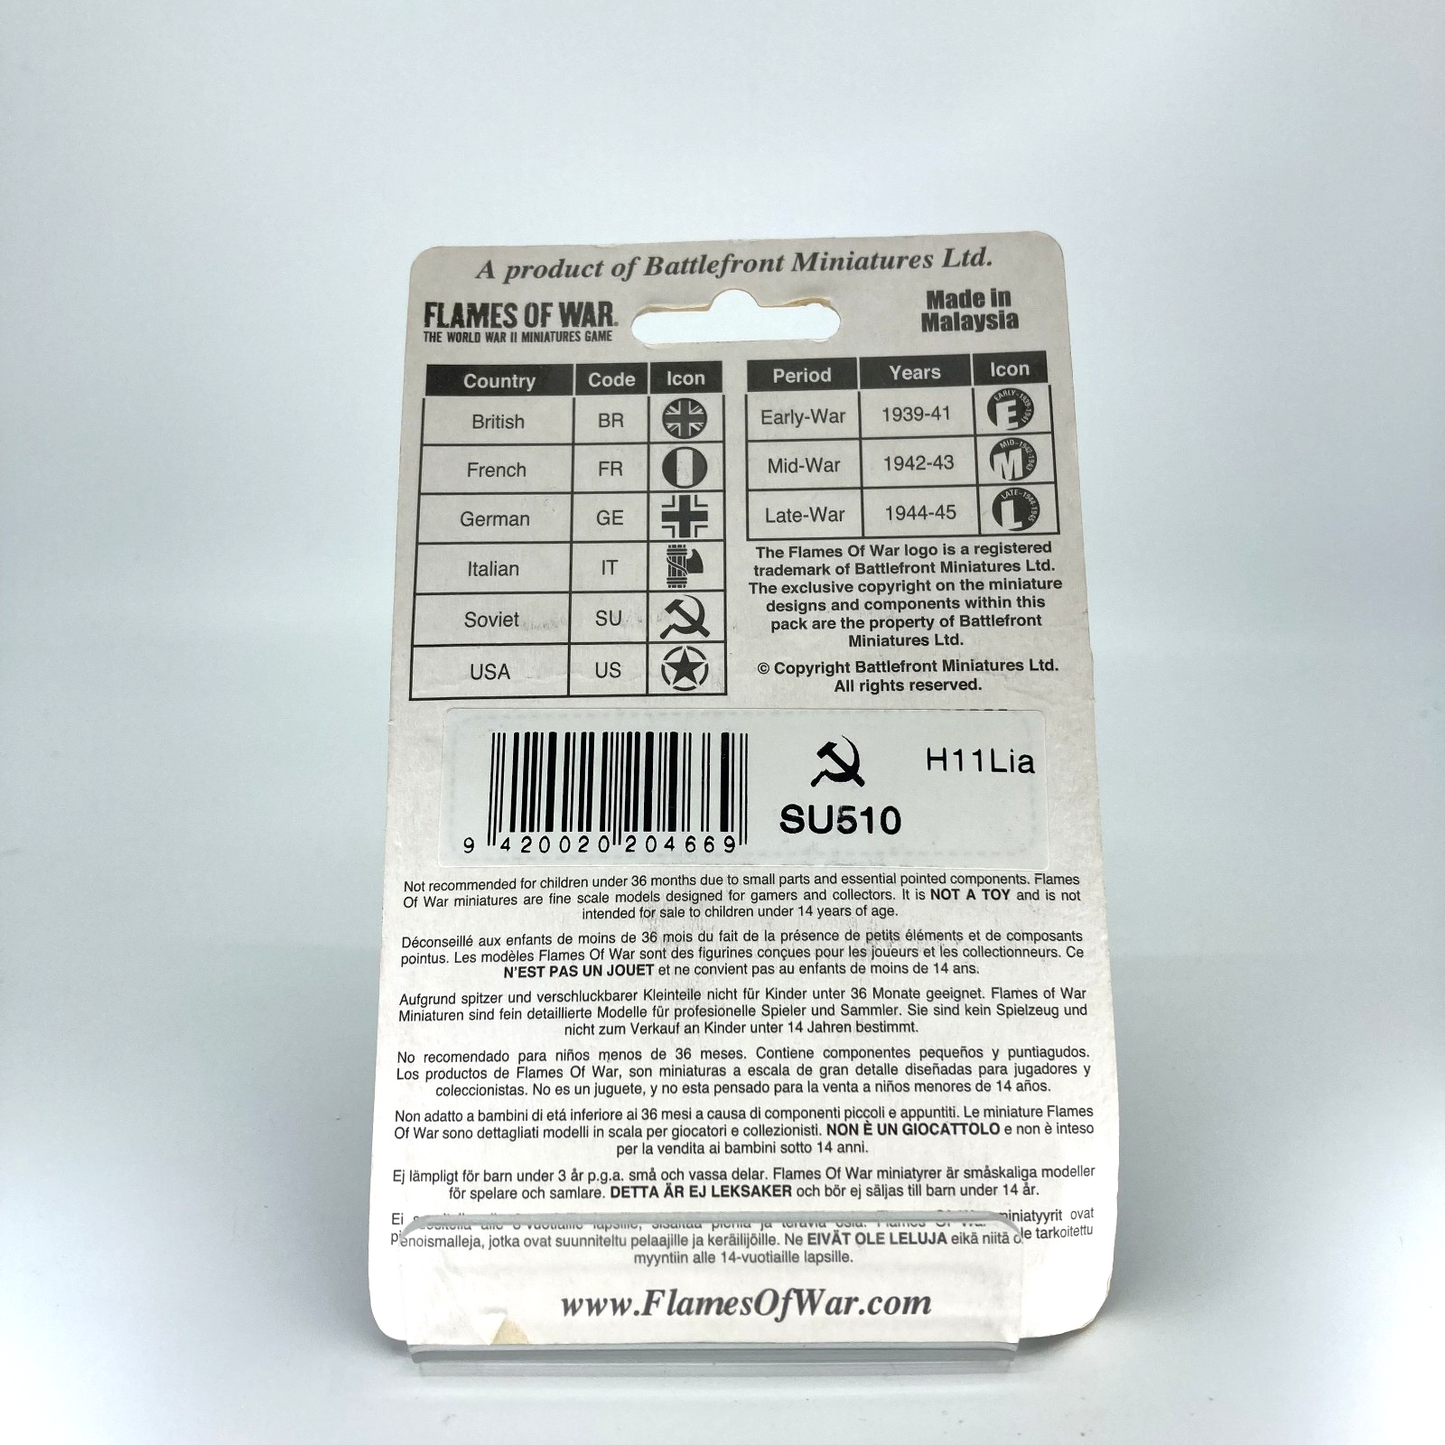 A product of Battlefront Miniatures Ltd.
FLAMES OF WAR®
THE WORLD WAR II MINIATURES GAME
Made in
Malaysia
Country Code Icon
British BR
French FR
German GE
Italian IT
Soviet SU
USA US
Period Years Icon
Early-War 1939-41 E
Mid-War 1942-43 M
Late-War 1944-45 L
The Flames Of War logo is a registered
trademark of Battlefront Miniatures Ltd.
The exclusive copyright on the miniature
designs and components within this
pack are the property of Battlefront
Miniatures Ltd.
© Copyright Battlefront Miniatures Ltd.
All rights reserved.
9 420020 204669
SU510
H11Lia
Not recommended for children under 36 months due to small parts and essential pointed components. Flames
Of War miniatures are fine scale models designed for gamers and collectors. It is NOT A TOY and is not
intended for sale to children under 14 years of age.
Déconseillé aux enfants de moins de 36 mois du fait de la présence de petits éléments et de composants
pointus. Les modèles Flames Of War sont des figurines conçues pour les joueurs et les collectionneurs. Ce
N'EST PAS UN JOUET et ne convient pas au enfants de moins de 14 ans.
Aufgrund spitzer und verschluckbarer Kleinteile nicht für Kinder unter 36 Monate geeignet. Flames of War
Miniaturen sind fein detaillierte Modelle für profesionelle Spieler und Sammler. Sie sind kein Spielzeug und
nicht zum Verkauf an Kinder unter 14 Jahren bestimmt.
No recomendado para niños menos de 36 meses. Contiene componentes pequeños y puntiagudos.
Los productos de Flames Of War, son miniaturas a escala de gran detalle diseñadas para jugadores y
coleccionistas. No es un juguete, y no esta pensado para la venta a niños menores de 14 años.
Non adatto a bambini di etá inferiore ai 36 mesi a causa di componenti piccoli e appuntiti. Le miniature Flames
Of War sono dettagliati modelli in scala per giocatori e collezionisti. NON È UN GIOCATTOLO e non è inteso
per la vendita ai bambini sotto 14 anni.
Ej lämpligt för barn under 3 år p.g.a. små och vassa delar. Flames Of War miniatyrer är småskaliga modeller
för spelare och samlare. DETTA ÄR EJ LEKSAKER och bör ej säljas till barn under 14 år.
Ei alle lapsille, sisältää pieniä ja teräviä osia. Flames Of War miniatyyrit ovat
pienoismalleja, jotka ovat suunniteltu pelaajille ja keräilijöille. Ne EIVÄT OLE LELUJA eikä niitä ole tarkoitettu
myyntiin alle 14-vuotiaille lapsille.
www.FlamesOfWar.com